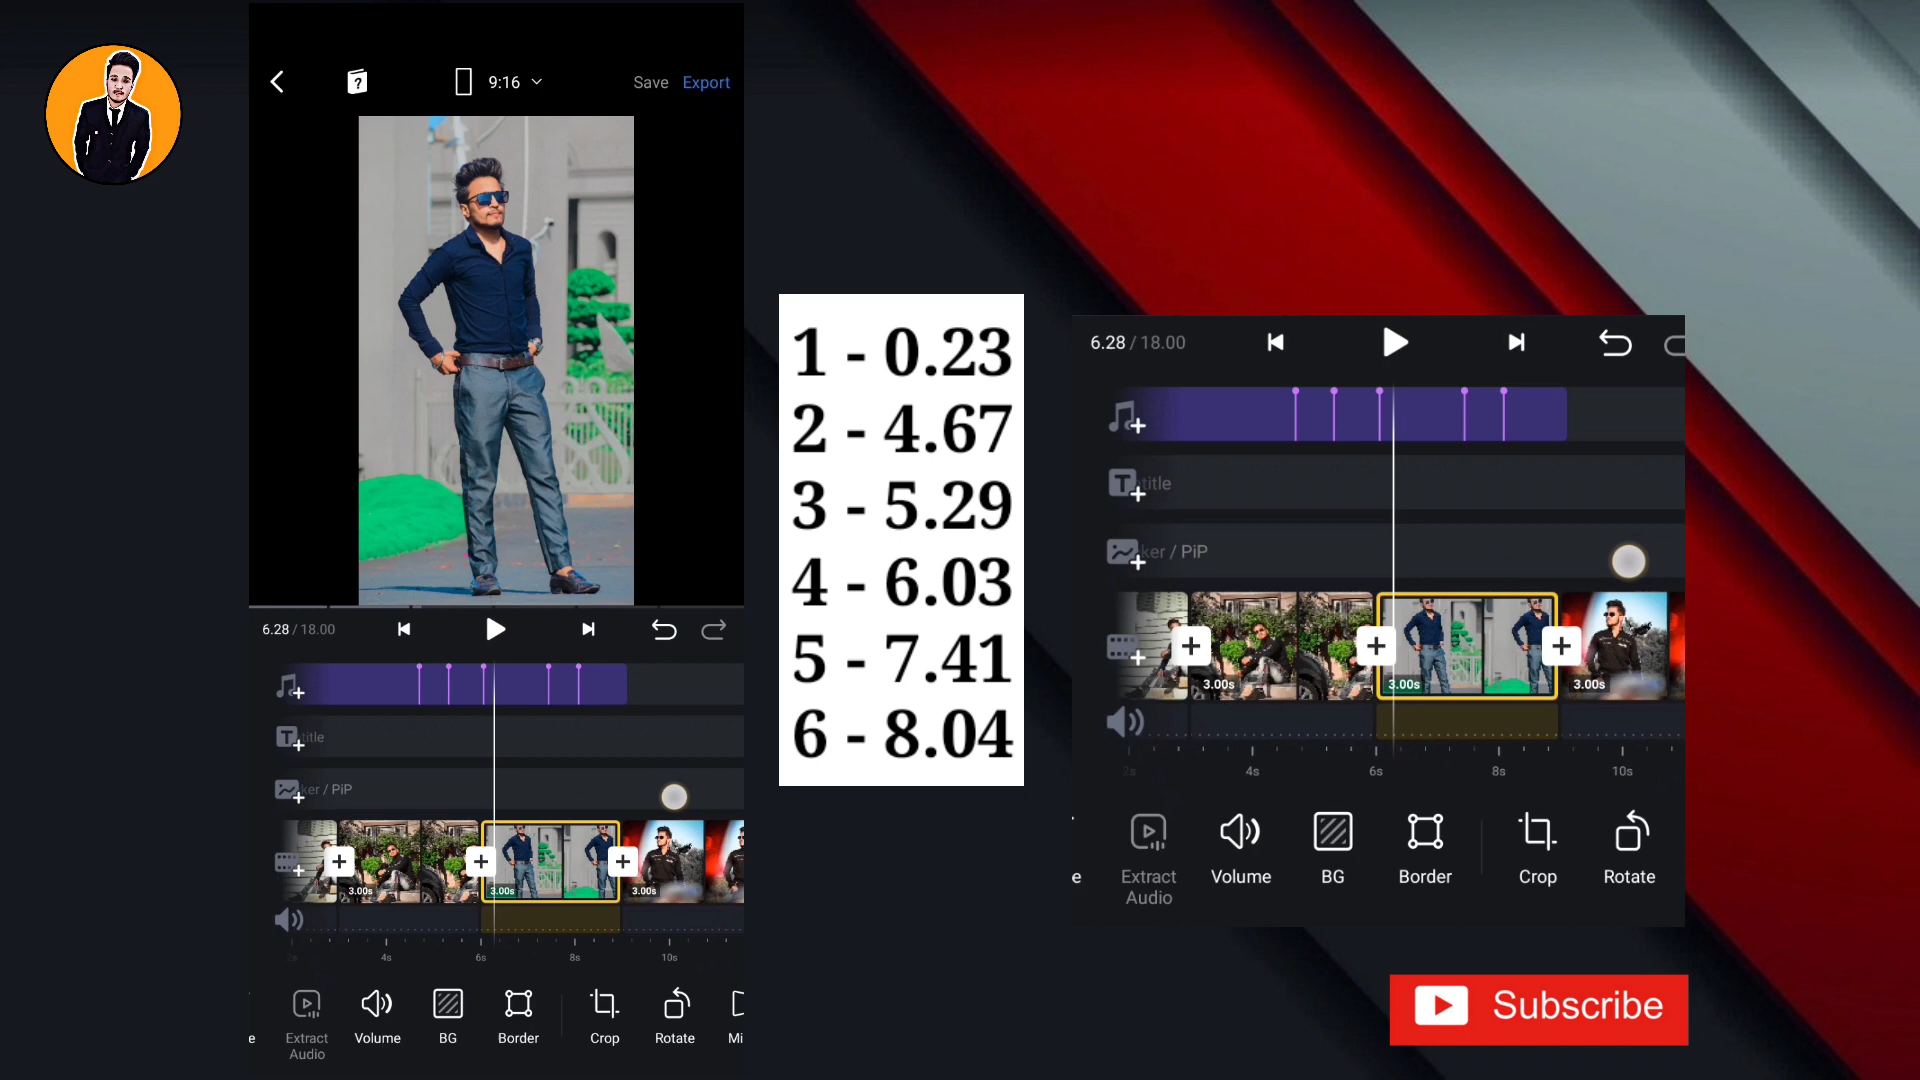 9:16
Save Export
6.28 / 18.00
title
ker / PiP
3.00s 3.00s 3.00s
2s 4s 6s 8s 10s
e Extract Audio Volume BG Border Crop Rotate Mi
1 - 0.23
2 - 4.67
3 - 5.29
4 - 6.03
5 - 7.41
6 - 8.04
6.28 / 18.00
title
ker / PiP
3.00s 3.00s 3.00s
2s 4s 6s 8s 10s
e Extract Audio Volume BG Border Crop Rotate
Subscribe